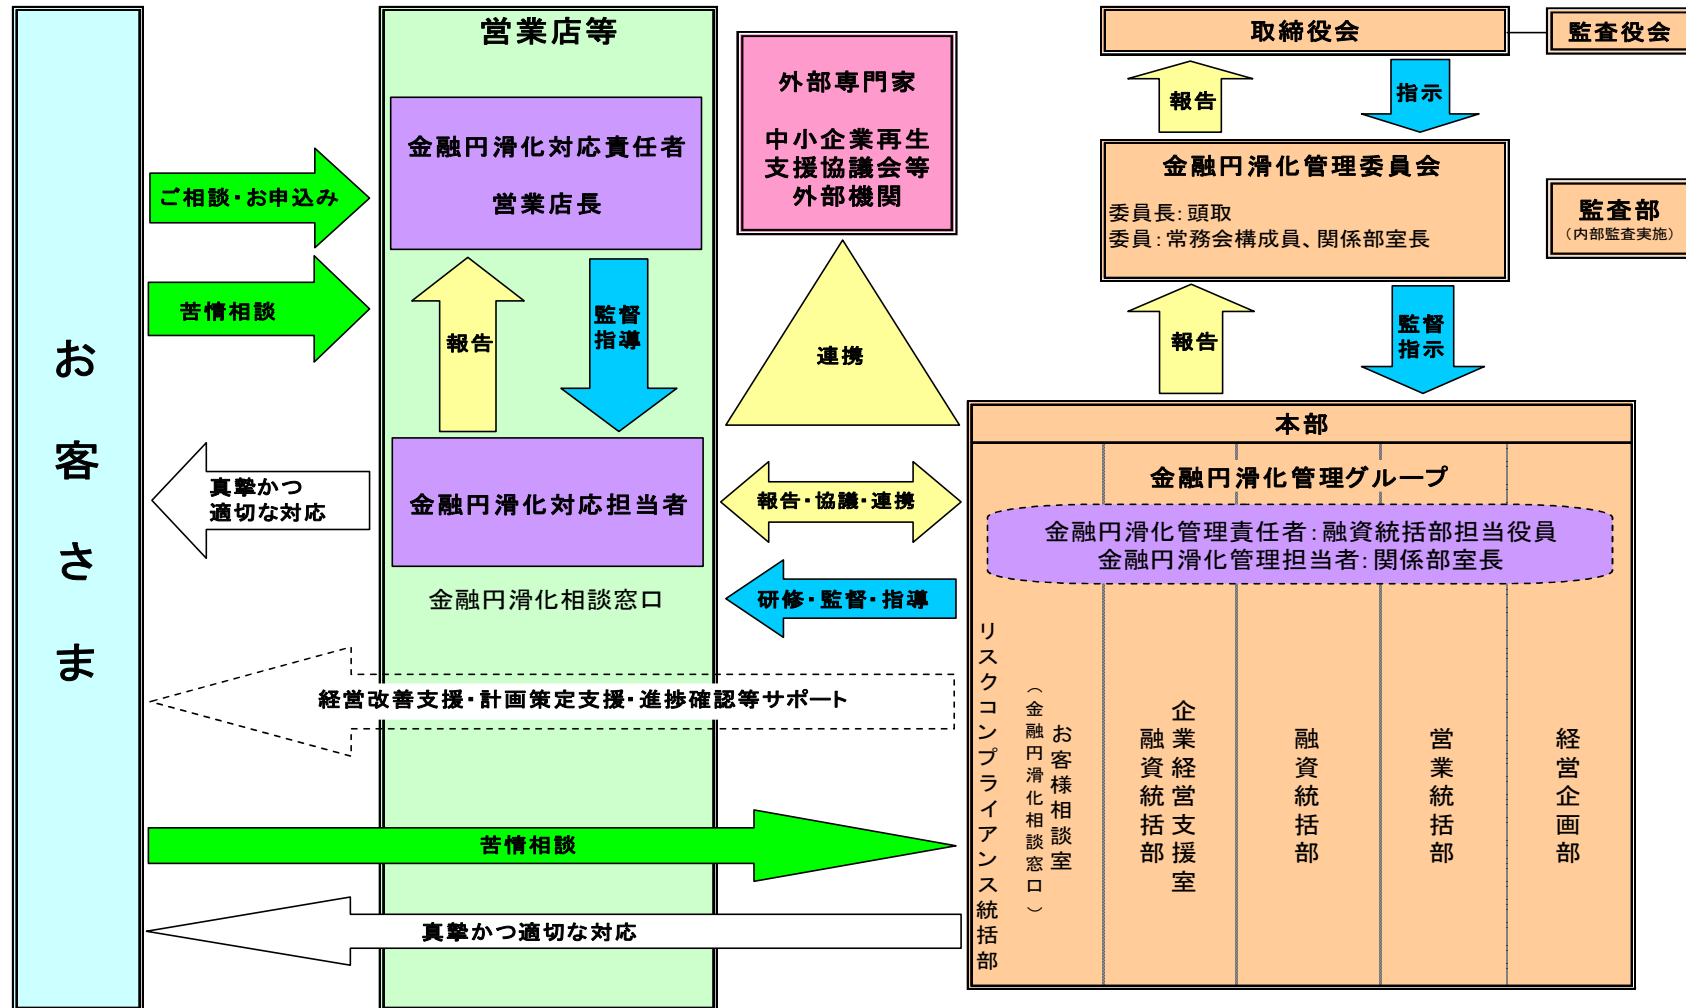 お客さま
ご相談・お申込み
苦情相談
真摯かつ
適切な対応
営業店等
金融円滑化対応責任者
営業店長
報告
監督
指導
金融円滑化対応担当者
金融円滑化相談窓口
経営改善支援・計画策定支援・進捗確認等サポート
苦情相談
真摯かつ適切な対応
外部専門家
中小企業再生
支援協議会等
外部機関
連携
報告・協議・連携
研修・監督・指導
取締役会
監査役会
報告
指示
金融円滑化管理委員会
委員長：頭取
委員：常務会構成員、関係部室長
監査部
（内部監査実施）
報告
監督
指示
本部
金融円滑化管理グループ
金融円滑化管理責任者：融資統括部担当役員
金融円滑化管理担当者：関係部室長
リスクコンプライアンス統括部
（金融円滑化相談窓口）
お客様相談室
融資統括部
企業経営支援室
融資統括部
営業統括部
経営企画部